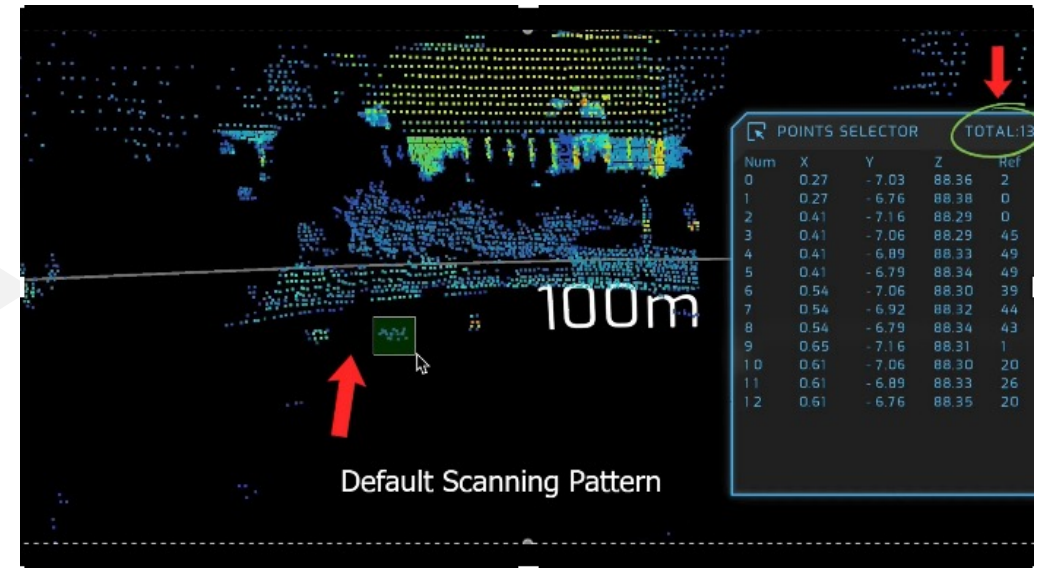 POINTS SELECTOR TOTAL:13
Num X Y Z Ref
0 0.27 - 7.03 88.36 2
1 0.27 - 6.76 88.38 0
2 0.41 - 7.16 88.29 0
3 0.41 - 7.06 88.29 45
4 0.41 - 6.89 88.33 49
5 0.41 - 6.79 88.34 49
6 0.54 - 7.06 88.30 39
7 0.54 - 6.92 88.32 44
8 0.54 - 6.79 88.34 43
9 0.65 - 7.16 88.31 1
10 0.61 - 7.06 88.30 20
11 0.61 - 6.89 88.33 26
12 0.61 - 6.76 88.35 20
100m
Default Scanning Pattern